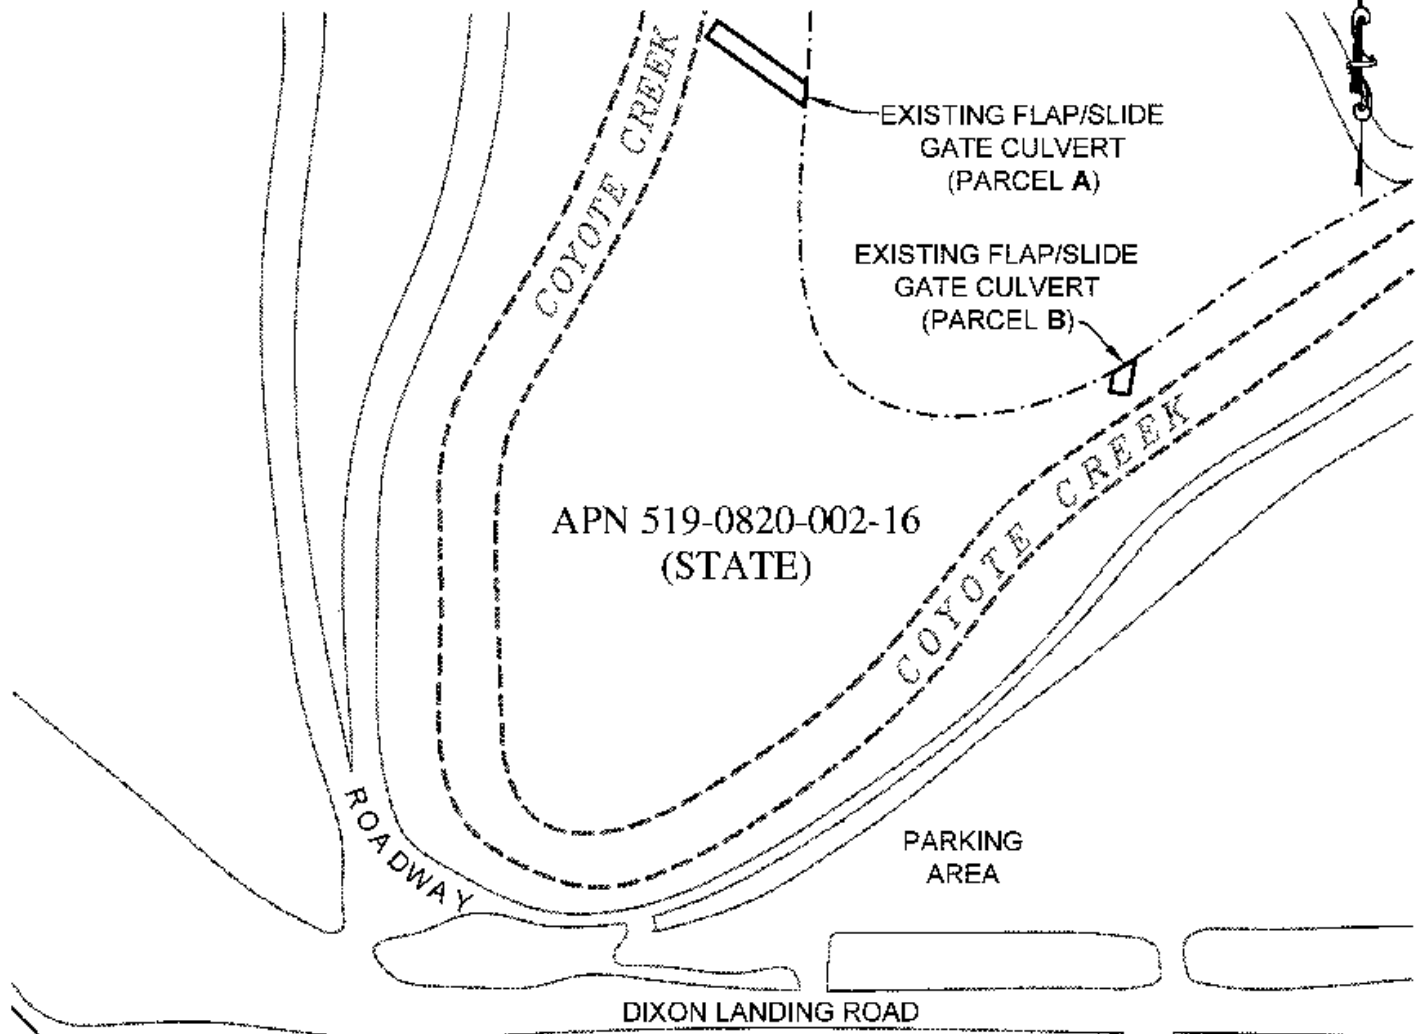 COYOTE CREEK
EXISTING FLAP/SLIDE
GATE CULVERT
(PARCEL A)
EXISTING FLAP/SLIDE
GATE CULVERT
(PARCEL B)
COYOTE CREEK
APN 519-0820-002-16
(STATE)
ROADWAY
PARKING
AREA
DIXON LANDING ROAD